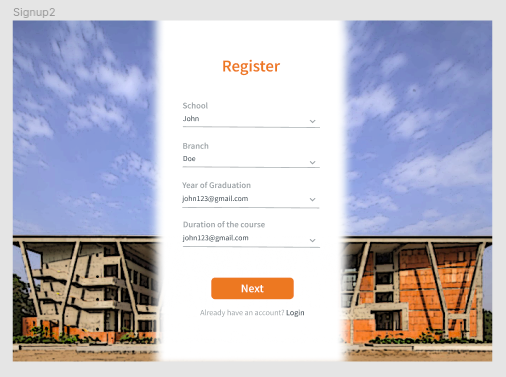 Signup2
Register
School
John
Branch
Doe
Year of Graduation
john123@gmail.com
Duration of the course
john123@gmail.com
Next
Already have an account? Login